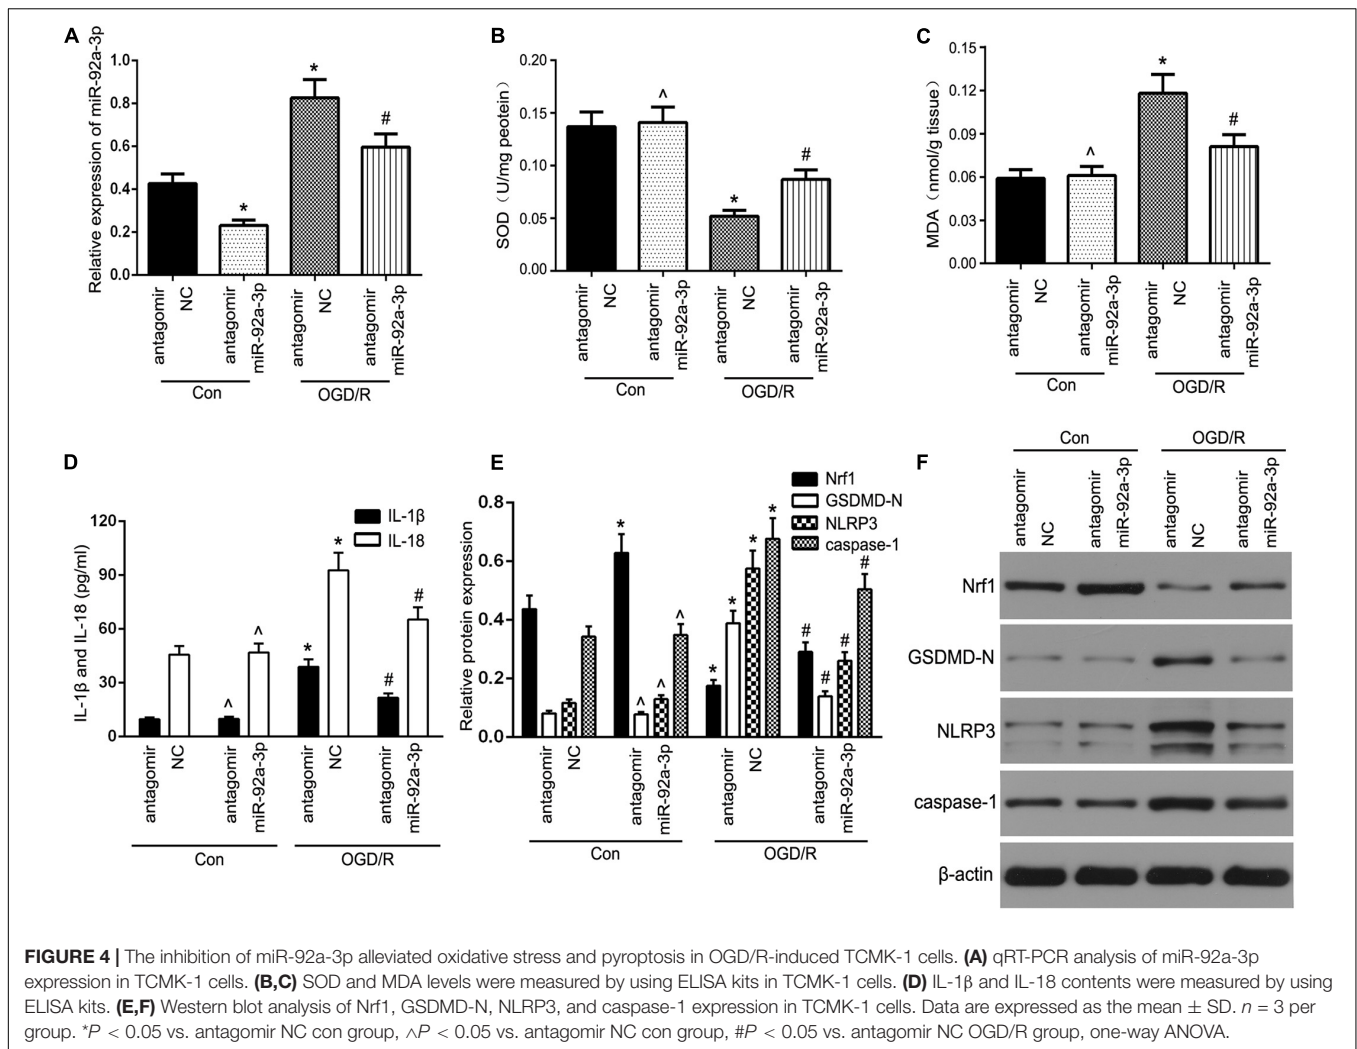 A
Relative expression of miR-92a-3p
1.0
0.8
0.6
0.4
0.2
0.0
*
*
#
antagomir
NC
antagomir
miR-92a-3p
antagomir
NC
antagomir
miR-92a-3p
Con
OGD/R
B
SOD（U/mg peotein）
0.20
0.15
0.10
0.05
0.00
^
*
#
antagomir
NC
antagomir
miR-92a-3p
antagomir
NC
antagomir
miR-92a-3p
Con
OGD/R
C
MDA（nmol/g tissue）
0.15
0.12
0.09
0.06
0.03
0.00
^
*
#
antagomir
NC
antagomir
miR-92a-3p
antagomir
NC
antagomir
miR-92a-3p
Con
OGD/R
D
IL-1β and IL-18 (pg/ml)
120
90
60
30
0
IL-1β
IL-18
^
^
*
*
#
#
antagomir
NC
antagomir
miR-92a-3p
antagomir
NC
antagomir
miR-92a-3p
Con
OGD/R
E
Relative protein expression
0.8
0.6
0.4
0.2
0.0
Nrf1
GSDMD-N
NLRP3
caspase-1
*
^
^
^
*
*
*
*
#
#
#
#
antagomir
NC
antagomir
miR-92a-3p
antagomir
NC
antagomir
miR-92a-3p
Con
OGD/R
F
Con
OGD/R
antagomir
NC
antagomir
miR-92a-3p
antagomir
NC
antagomir
miR-92a-3p
Nrf1
GSDMD-N
NLRP3
caspase-1
β-actin
FIGURE 4 | The inhibition of miR-92a-3p alleviated oxidative stress and pyroptosis in OGD/R-induced TCMK-1 cells. (A) qRT-PCR analysis of miR-92a-3p
expression in TCMK-1 cells. (B,C) SOD and MDA levels were measured by using ELISA kits in TCMK-1 cells. (D) IL-1β and IL-18 contents were measured by using
ELISA kits. (E,F) Western blot analysis of Nrf1, GSDMD-N, NLRP3, and caspase-1 expression in TCMK-1 cells. Data are expressed as the mean ± SD. n = 3 per
group. *P < 0.05 vs. antagomir NC con group, ∧P < 0.05 vs. antagomir NC con group, #P < 0.05 vs. antagomir NC OGD/R group, one-way ANOVA.